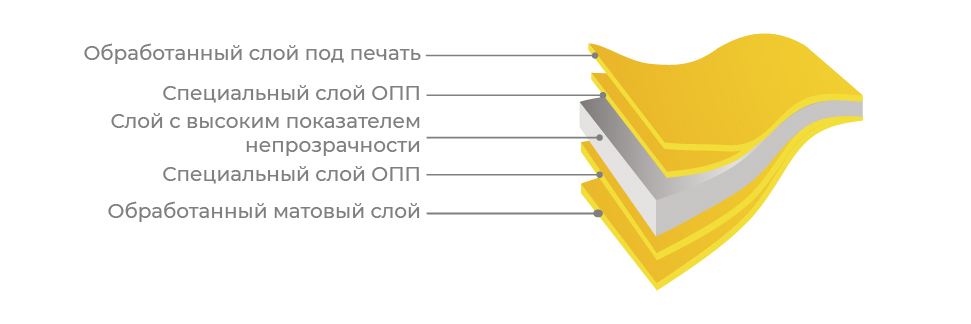 Обработанный слой под печать
Специальный слой ОПП
Слой с высоким показателем
непрозрачности
Специальный слой ОПП
Обработанный матовый слой